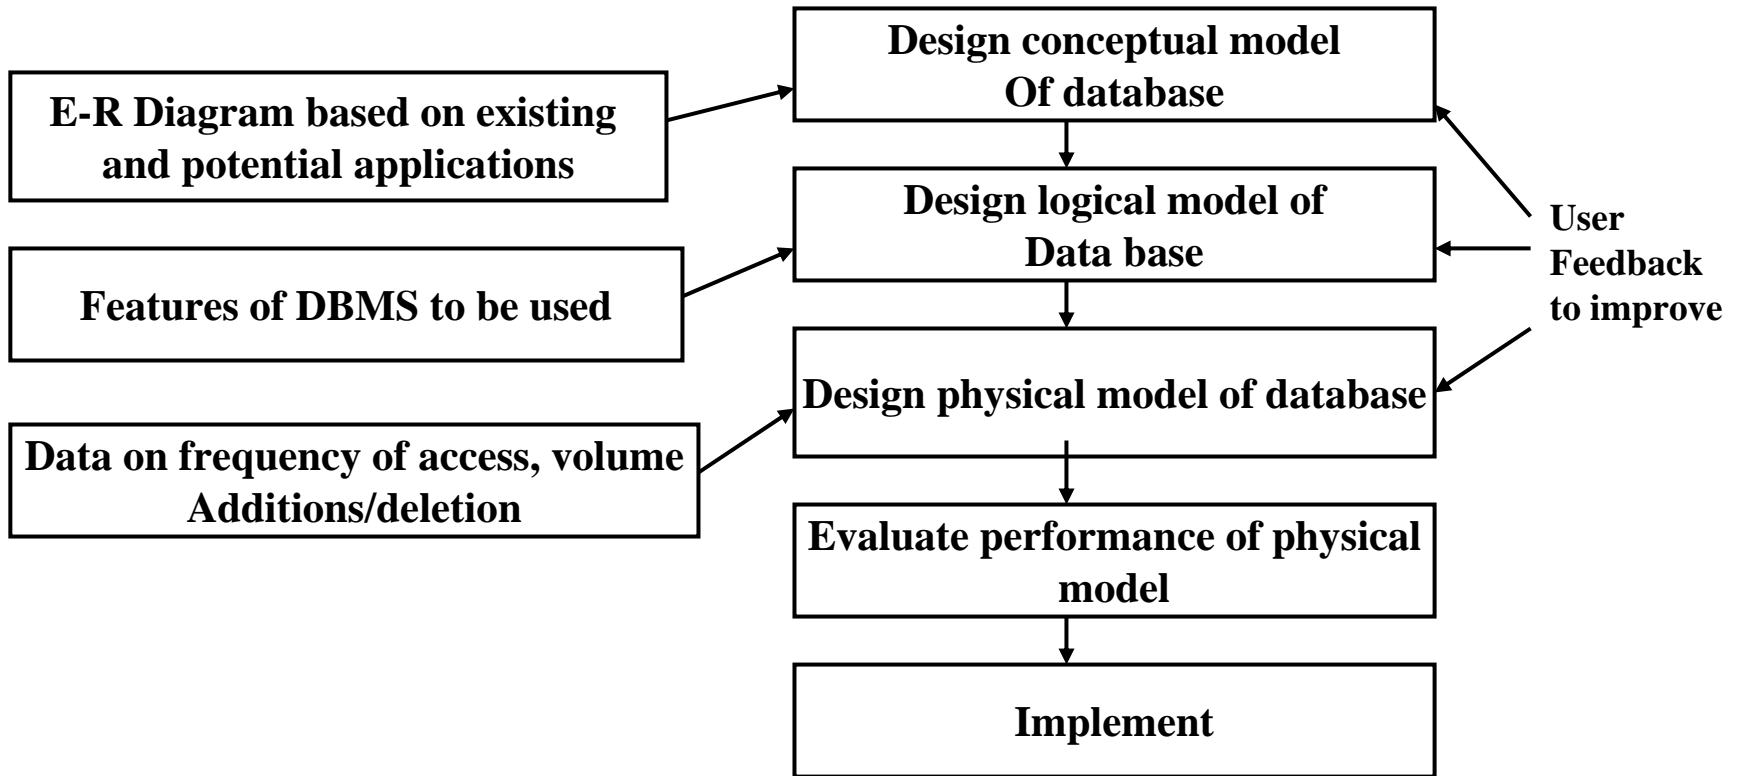 Design conceptual model
Of database
E-R Diagram based on existing
and potential applications
Design logical model of
Data base
User
Feedback
to improve
Features of DBMS to be used
Design physical model of database
Data on frequency of access, volume
Additions/deletion
Evaluate performance of physical
model
Implement